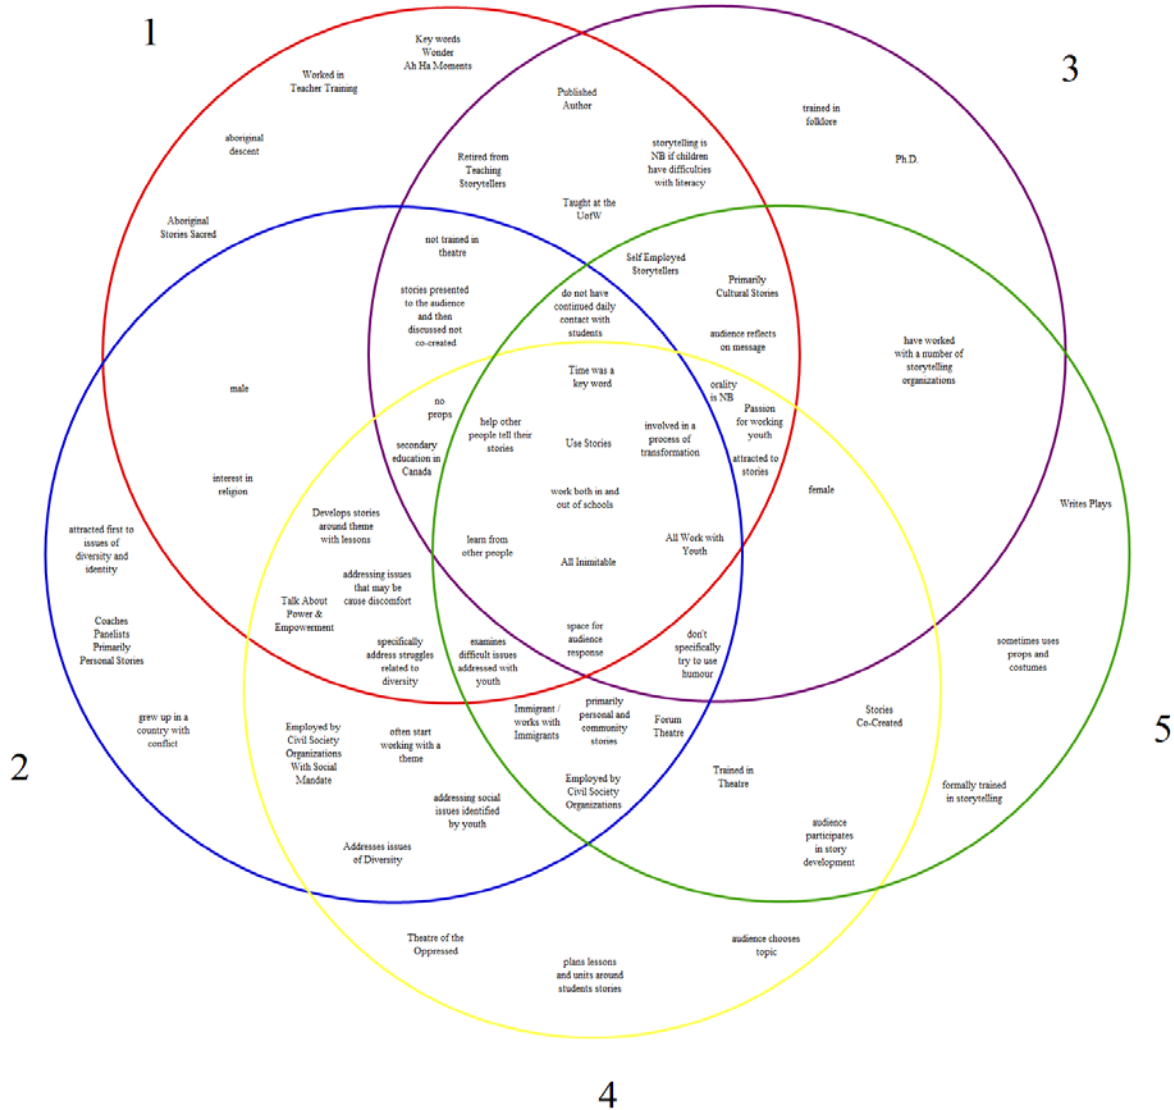 1
Key words
Wonder
Ah Ha Moments
3
Worked in
Teacher Training
Published
Author
trained in
folklore
aboriginal
descent
storytelling is
NB if children
have difficulties
with literacy
Retired from
Teaching
Storytellers
Ph.D.
Taught at the
UofW
Aboriginal
Stories Sacred
not trained in
theatre
Self Employed
Storytellers
Primarily
Cultural Stories
stories presented
to the audience
and then
discussed not
co-created
do not have
continued daily
contact with
students
audience reflects
on message
have worked
with a number of
storytelling
organizations
Time was a
key word
male
orality
is NB
no
props
Passion
for working
youth
help other
people tell their
stories
Use Stories
involved in a
process of
transformation
secondary
education in
Canada
attracted to
stories
interest in
religion
female
work both in and
out of schools
Writes Plays
Develops stories
around theme
with lessons
attracted first to
issues of
diversity and
identity
learn from
other people
All Work with
Youth
All Inimitable
addressing issues
that may be
cause discomfort
Talk About
Power &
Empowerment
Coaches
Panelists
Primarily
Personal Stories
specifically
address struggles
related to
diversity
examines
difficult issues
addressed with
youth
space for
audience
response
don't
specifically
try to use
humour
sometimes uses
props and
costumes
Immigrant /
works with
Immigrants
primarily
personal and
community
stories
Forum
Theatre
Stories
Co-Created
grew up in a
country with
conflict
Employed by
Civil Society
Organizations
With Social
Mandate
often start
working with a
theme
5
2
Employed by
Civil Society
Organizations
Trained in
Theatre
formally trained
in storytelling
addressing social
issues identified
by youth
audience
participates
in story
development
Addresses issues
of Diversity
Theatre of the
Oppressed
audience chooses
topic
plans lessons
and units around
students stories
4